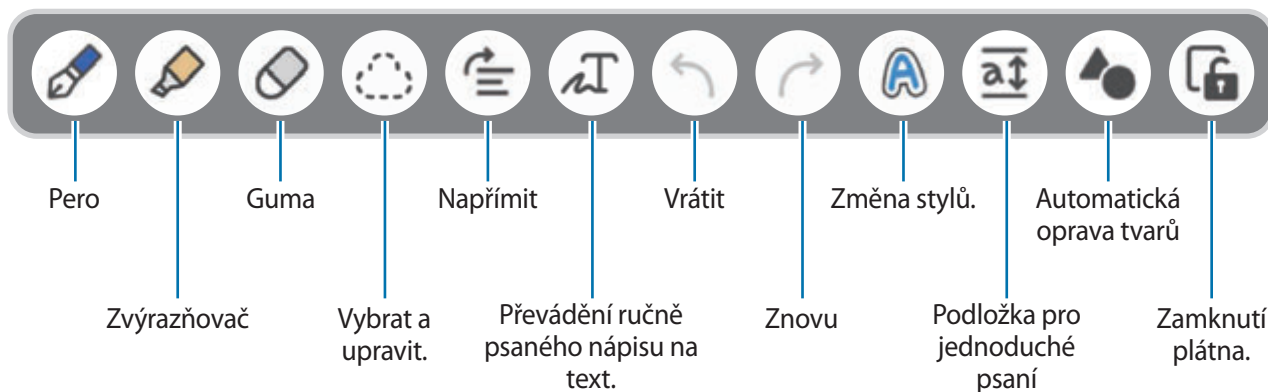 Pero
Guma
Napřímit
Vrátit
Změna stylů.
Automatická
oprava tvarů
Zvýrazňovač
Vybrat a
upravit.
Převádění ručně
psaného nápisu na
text.
Znovu
Podložka pro
jednoduché
psaní
Zamknutí
plátna.